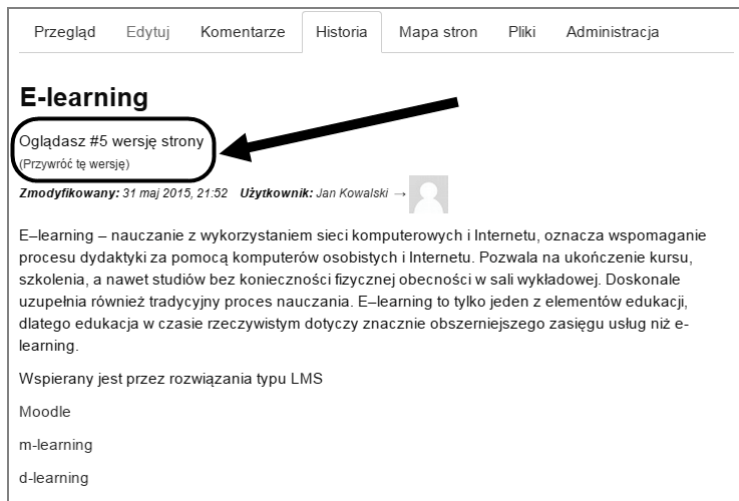 Przegląd Edytuj Komentarze Historia Mapa stron Pliki Administracja
E-learning
Oglądasz #5 wersję strony
(Przywróć tę wersję)
Zmodyfikowany: 31 maj 2015, 21:52 Użytkownik: Jan Kowalski →
E–learning – nauczanie z wykorzystaniem sieci komputerowych i Internetu, oznacza wspomaganie
procesu dydaktyki za pomocą komputerów osobistych i Internetu. Pozwala na ukończenie kursu,
szkolenia, a nawet studiów bez konieczności fizycznej obecności w sali wykładowej. Doskonale
uzupełnia również tradycyjny proces nauczania. E–learning to tylko jeden z elementów edukacji,
dlatego edukacja w czasie rzeczywistym dotyczy znacznie obszerniejszego zasięgu usług niż e-
learning.
Wspierany jest przez rozwiązania typu LMS
Moodle
m-learning
d-learning